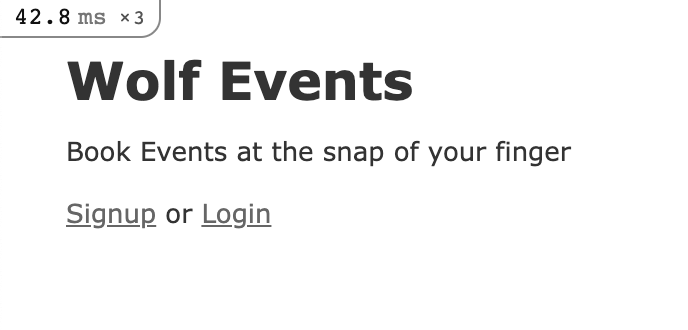 42.8 ms ×3
Wolf Events
Book Events at the snap of your finger
Signup or Login